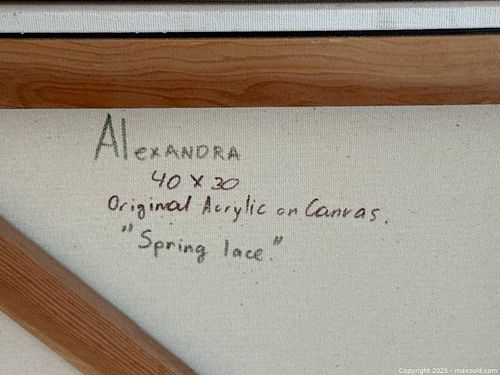 Alexandra
40 x 30
Original Acrylic on Canvas.
"Spring lace."
Copyright 2025 - maxsold.com